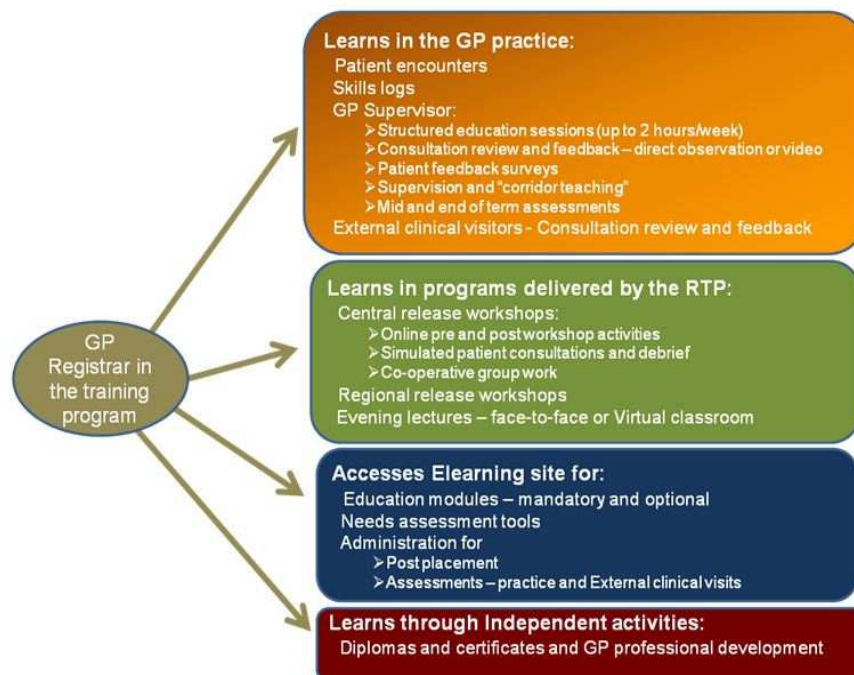 Learns in the GP practice:
Patient encounters
Skills logs
GP Supervisor:
➢Structured education sessions (up to 2 hours/week)
➢Consultation review and feedback – direct observation or video
➢Patient feedback surveys
➢Supervision and "corridor teaching"
➢Mid and end of term assessments
External clinical visitors - Consultation review and feedback
Learns in programs delivered by the RTP:
Central release workshops:
➢Online pre and post workshop activities
➢Simulated patient consultations and debrief
➢Co-operative group work
Regional release workshops
Evening lectures – face-to-face or Virtual classroom
GP
Registrar in
the training
program
Accesses Elearning site for:
Education modules – mandatory and optional
Needs assessment tools
Administration for
➢Post placement
➢Assessments – practice and External clinical visits
Learns through Independent activities:
Diplomas and certificates and GP professional development